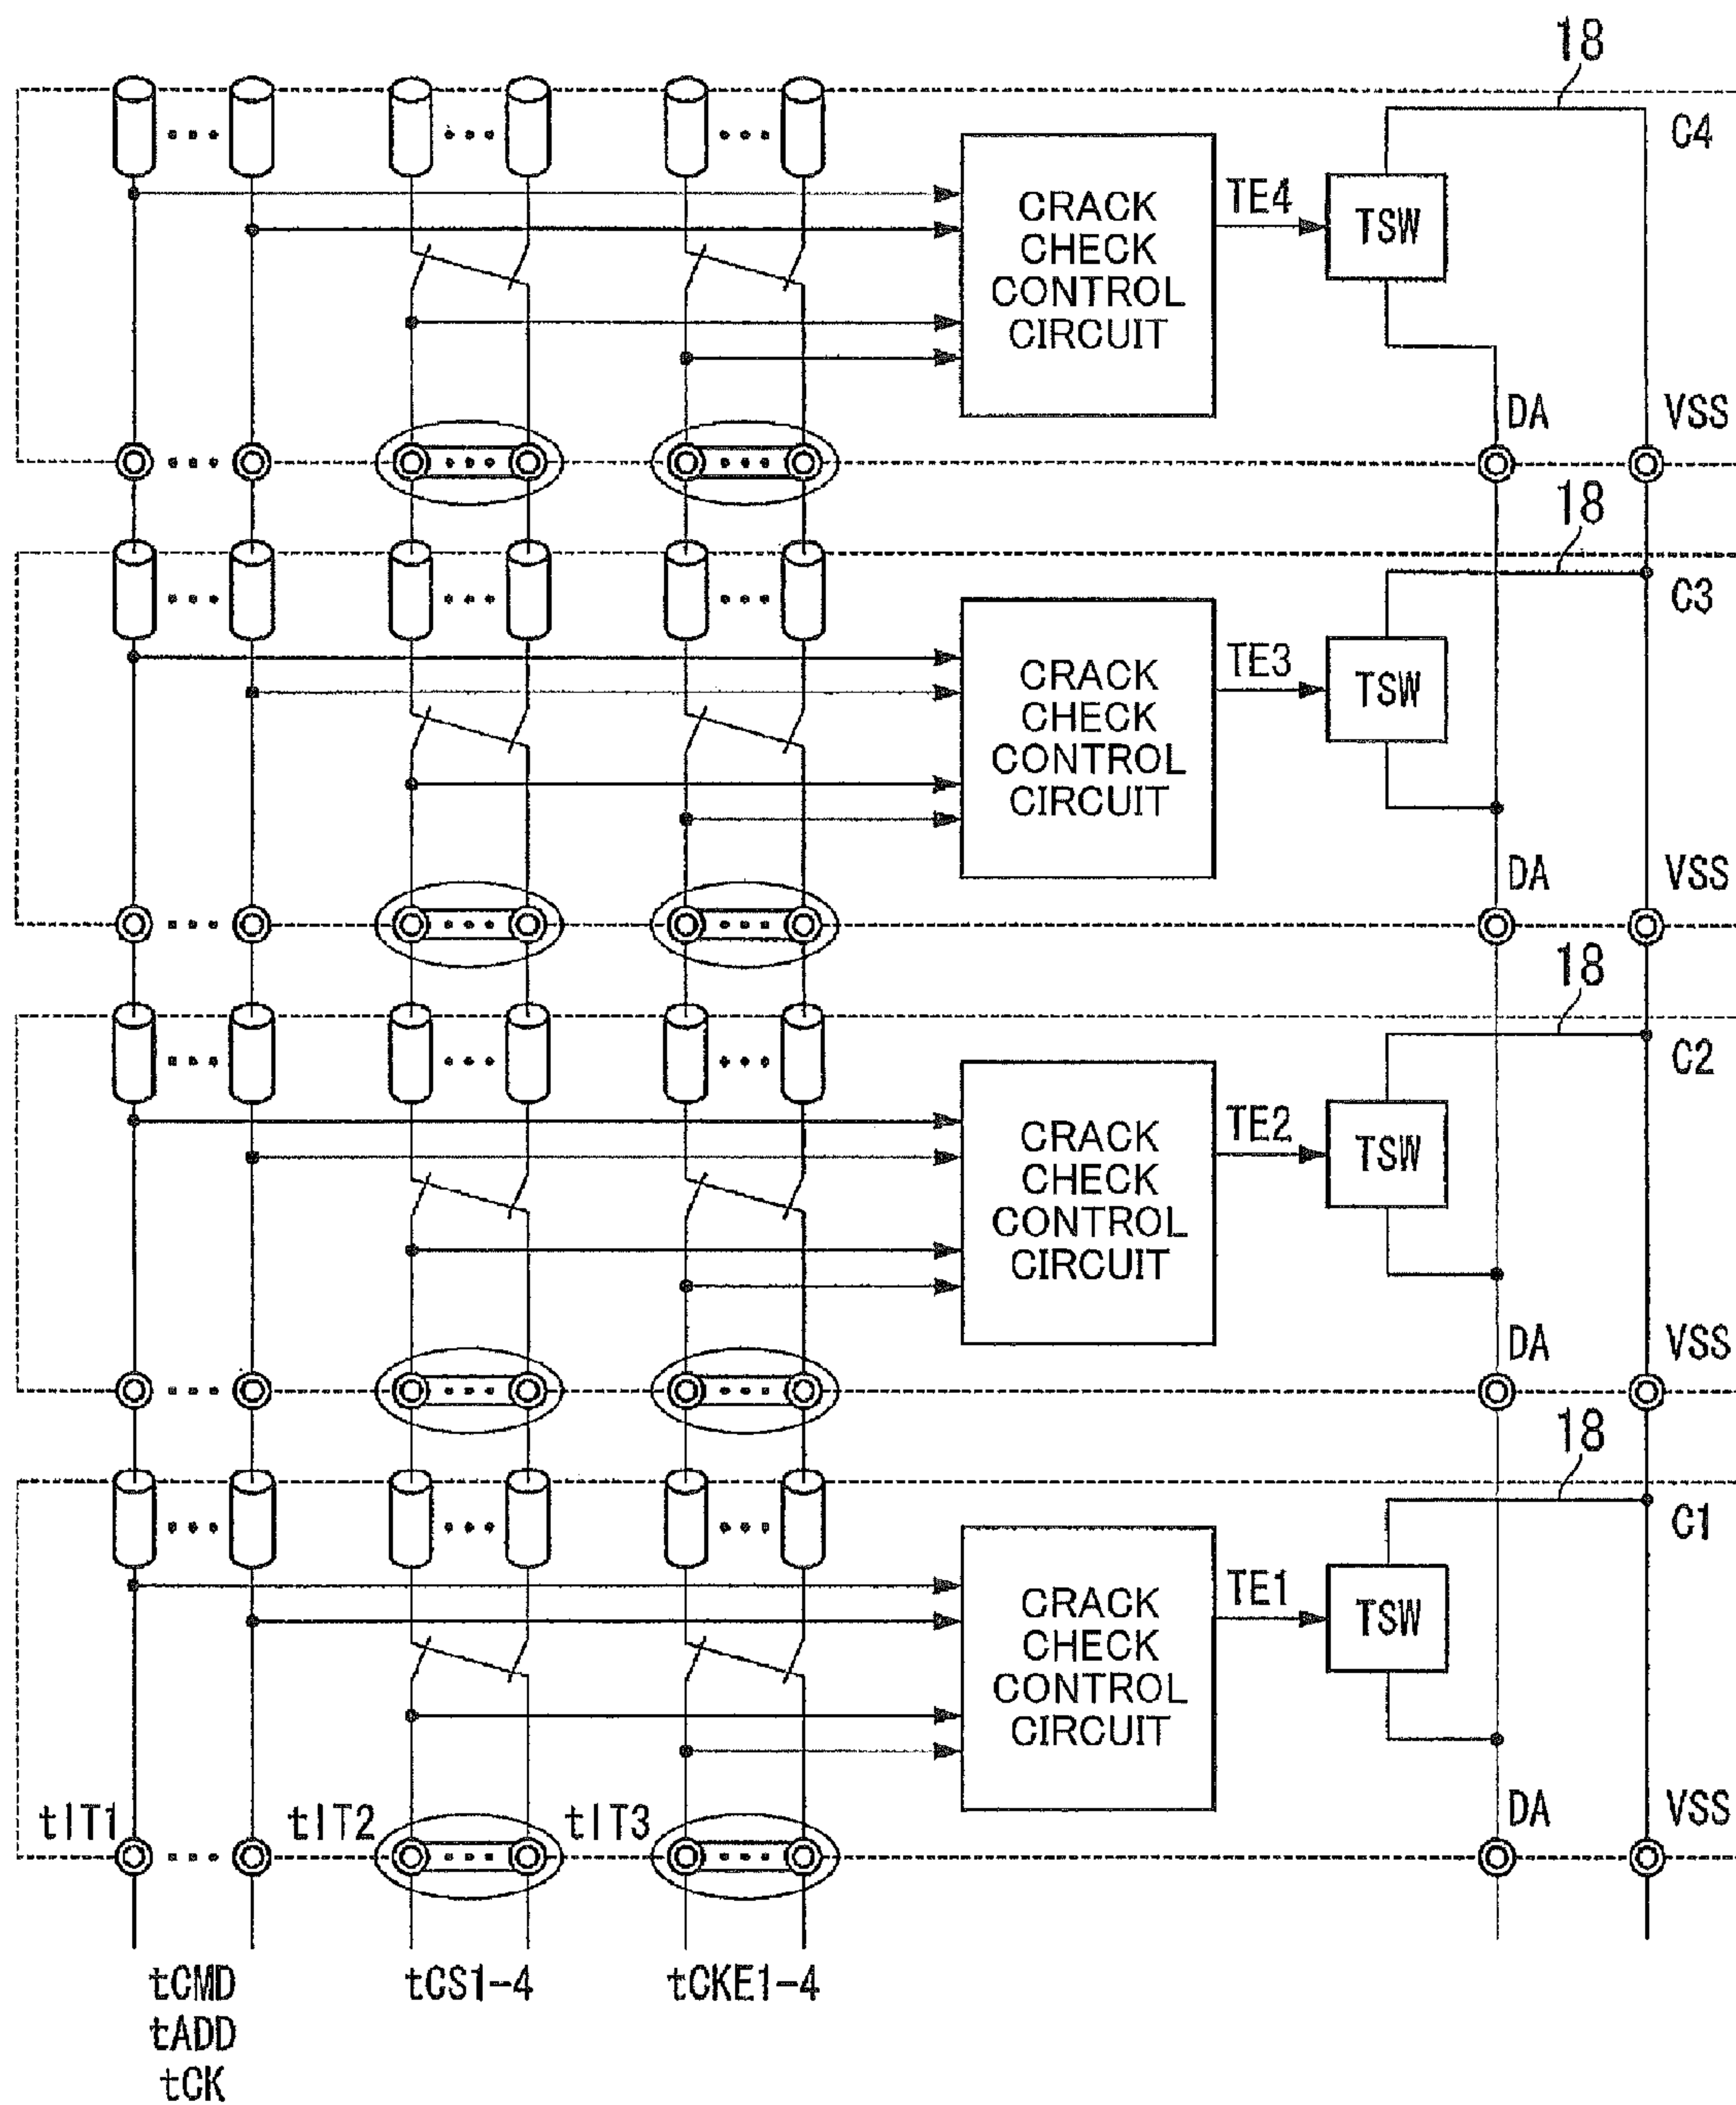 18
C4
CRACK
CHECK
CONTROL
CIRCUIT
TE4
TSW
DA
VSS
18
C3
CRACK
CHECK
CONTROL
CIRCUIT
TE3
TSW
DA
VSS
18
C2
CRACK
CHECK
CONTROL
CIRCUIT
TE2
TSW
DA
VSS
18
C1
CRACK
CHECK
CONTROL
CIRCUIT
TE1
TSW
tIT1
tIT2
tIT3
DA
VSS
tCMD
tADD
tCK
tCS1-4
tCKE1-4